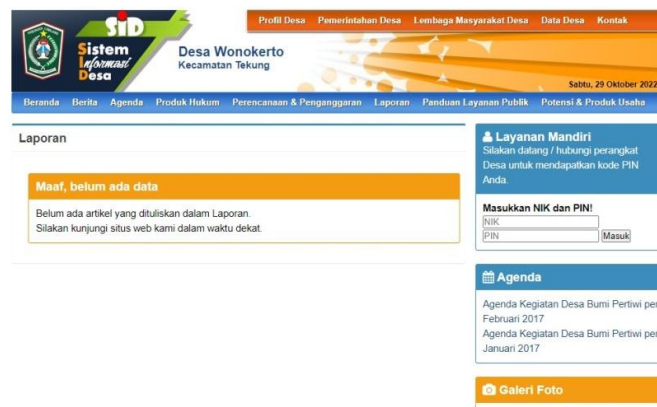 Profil Desa Pemerintahan Desa Lembaga Masyarakat Desa Data Desa Kontak
SID
Sistem
Informasi
Desa
Desa Wonokerto
Kecamatan Tekung
Sabtu, 29 Oktober 2022
Beranda Berita Agenda Produk Hukum Perencanaan & Penganggaran Laporan Panduan Layanan Publik Potensi & Produk Usaha
Laporan
Maaf, belum ada data
Belum ada artikel yang dituliskan dalam Laporan.
Silakan kunjungi situs web kami dalam waktu dekat.
Layanan Mandiri
Silakan datang / hubungi perangkat
Desa untuk mendapatkan kode PIN
Anda.
Masukkan NIK dan PIN!
NIK
PIN Masuk
Agenda
Agenda Kegiatan Desa Bumi Pertiwi per
Februari 2017
Agenda Kegiatan Desa Bumi Pertiwi per
Januari 2017
Galeri Foto